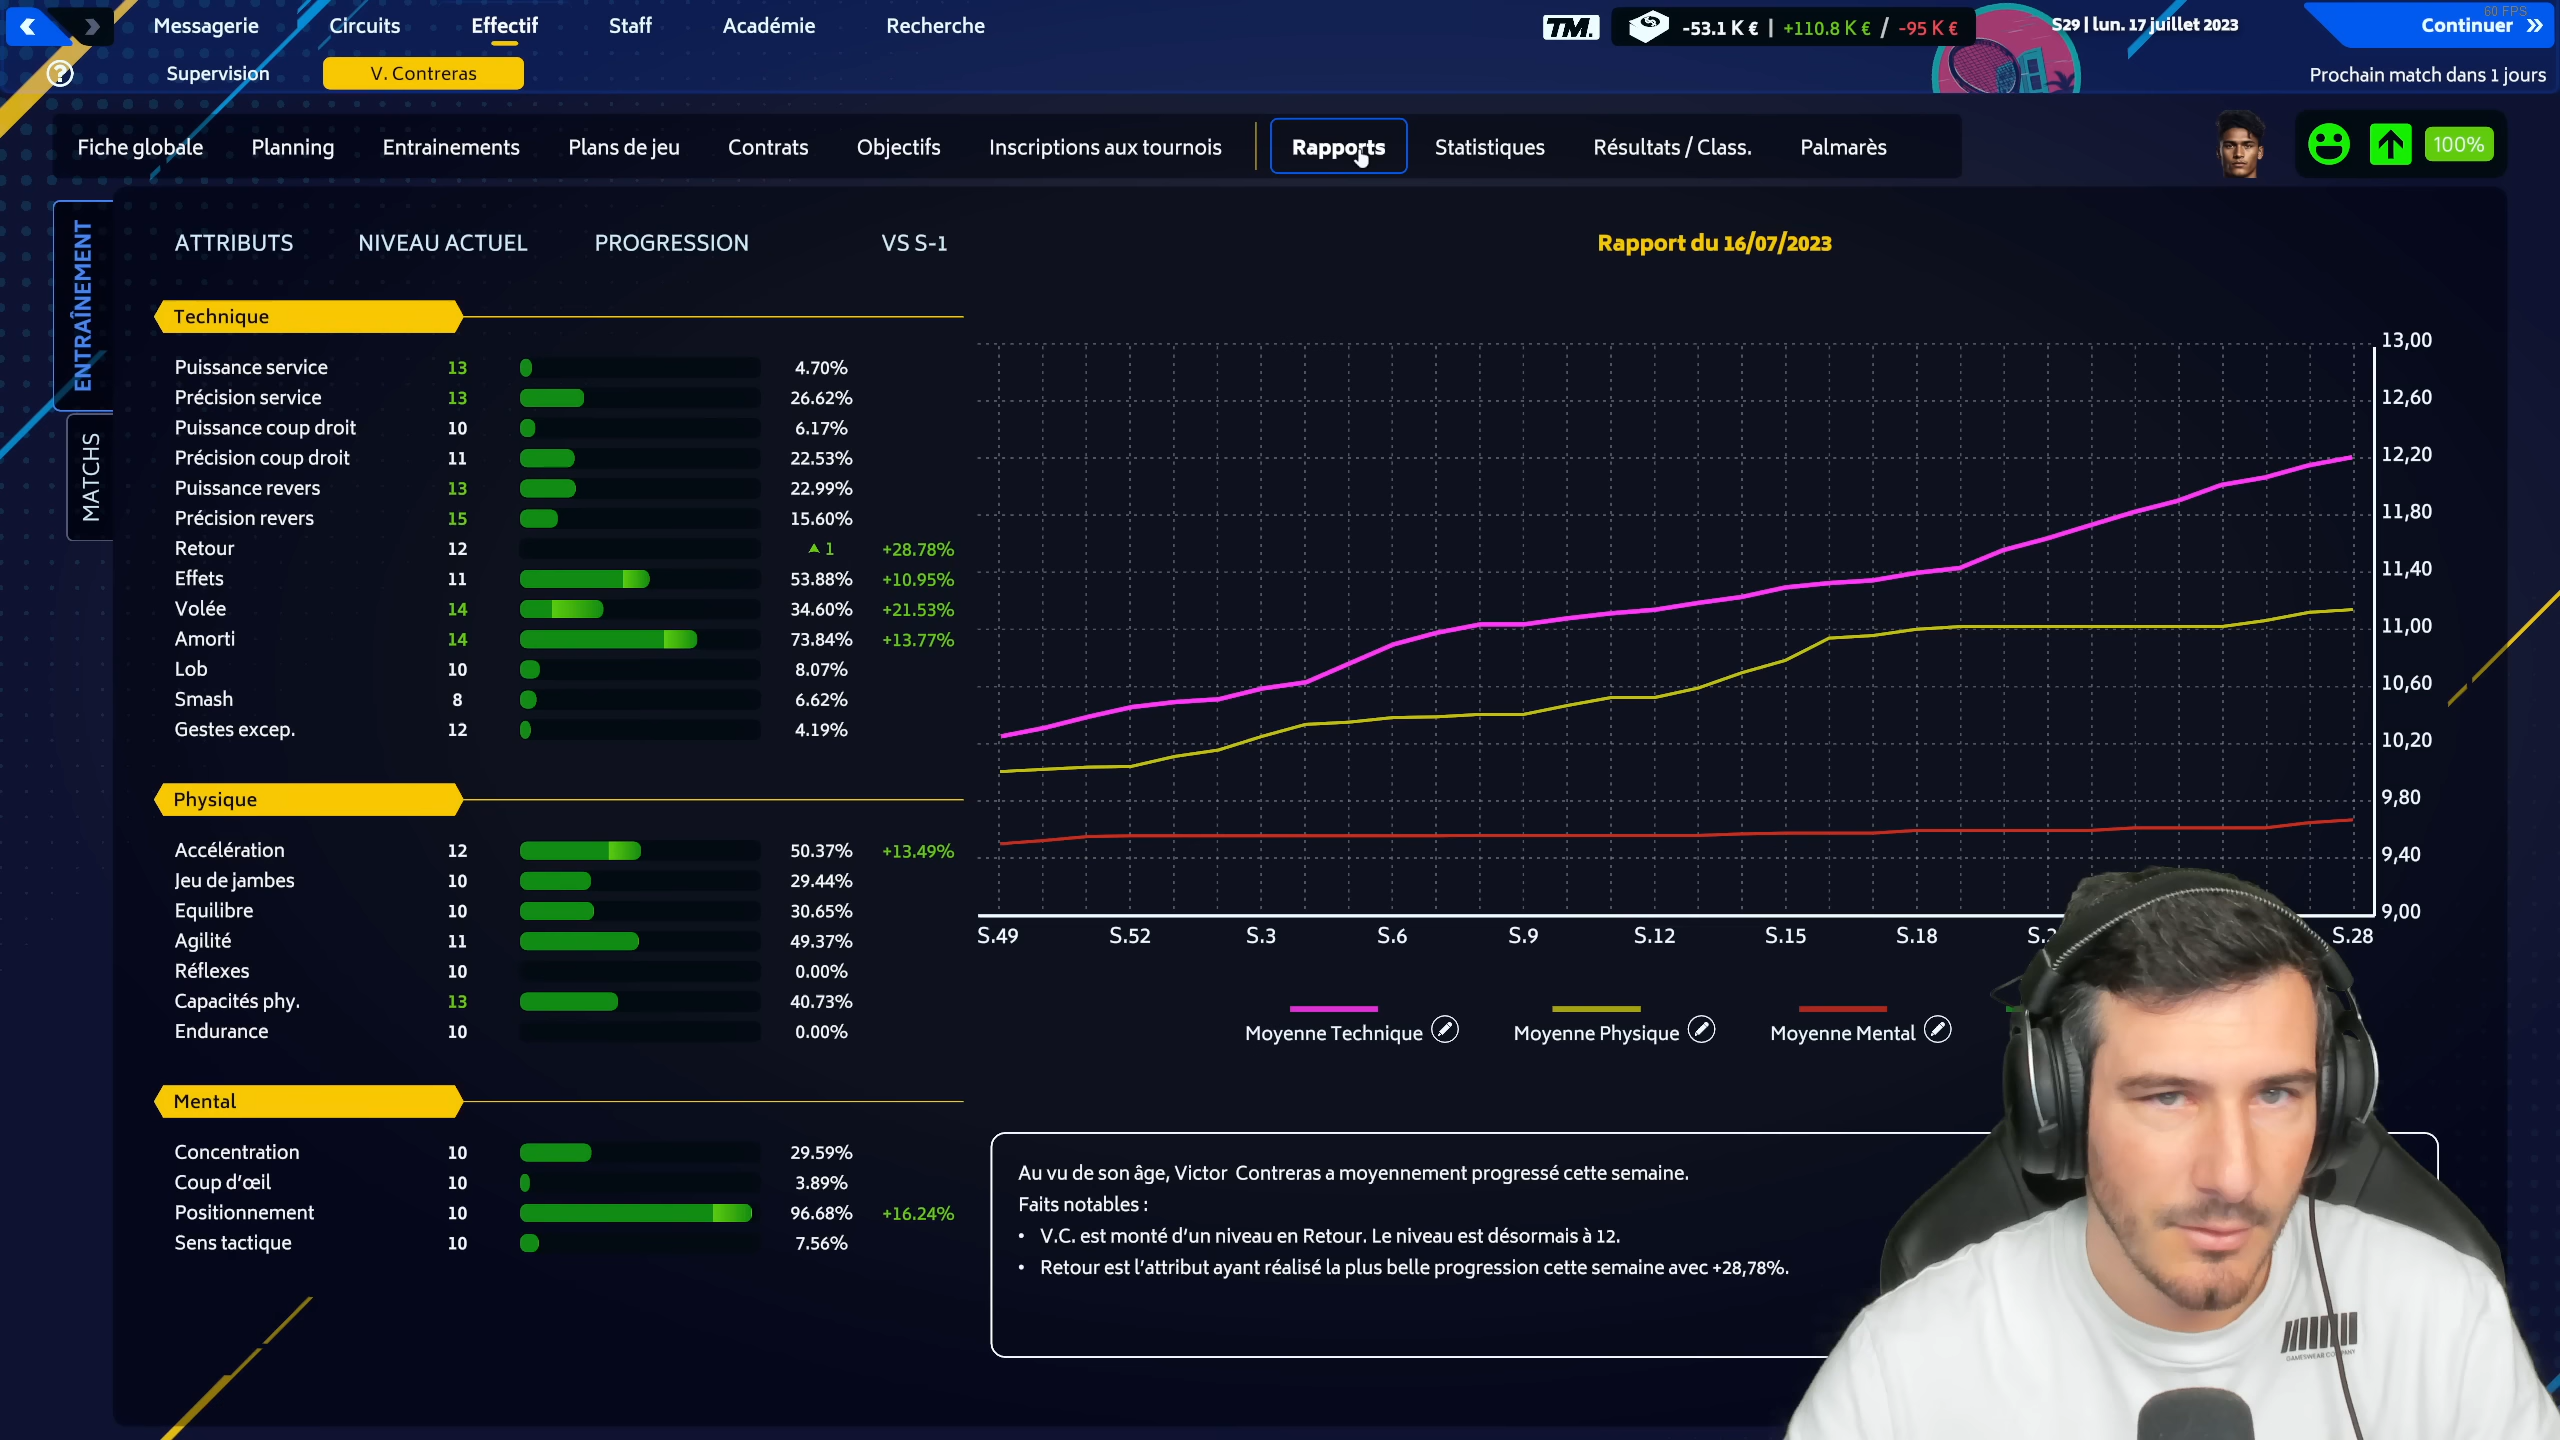 Messagerie Circuits Effectif Staff Académie Recherche
TM. -53.1 K € | +110.8 K € / -95 K € S29 | lun. 17 juillet 2023 60 FPS Continuer
? Supervision V. Contreras Prochain match dans 1 jours
Fiche globale Planning Entrainements Plans de jeu Contrats Objectifs Inscriptions aux tournois Rapports Statistiques Résultats / Class. Palmarès 100%
ENTRAÎNEMENT
MATCHS
ATTRIBUTS NIVEAU ACTUEL PROGRESSION VS S-1
Technique
Puissance service 13 4.70%
Précision service 13 26.62%
Puissance coup droit 10 6.17%
Précision coup droit 11 22.53%
Puissance revers 13 22.99%
Précision revers 15 15.60%
Retour 12 1 +28.78%
Effets 11 53.88% +10.95%
Volée 14 34.60% +21.53%
Amorti 14 73.84% +13.77%
Lob 10 8.07%
Smash 8 6.62%
Gestes excep. 12 4.19%
Physique
Accélération 12 50.37% +13.49%
Jeu de jambes 10 29.44%
Equilibre 10 30.65%
Agilité 11 49.37%
Réflexes 10 0.00%
Capacités phy. 13 40.73%
Endurance 10 0.00%
Mental
Concentration 10 29.59%
Coup d'œil 10 3.89%
Positionnement 10 96.68% +16.24%
Sens tactique 10 7.56%
Rapport du 16/07/2023
13,00
12,60
12,20
11,80
11,40
11,00
10,60
10,20
9,80
9,40
9,00
S.49 S.52 S.3 S.6 S.9 S.12 S.15 S.18 S.28
Moyenne Technique Moyenne Physique Moyenne Mental
Au vu de son âge, Victor Contreras a moyennement progressé cette semaine.
Faits notables :
• V.C. est monté d'un niveau en Retour. Le niveau est désormais à 12.
• Retour est l'attribut ayant réalisé la plus belle progression cette semaine avec +28,78%.